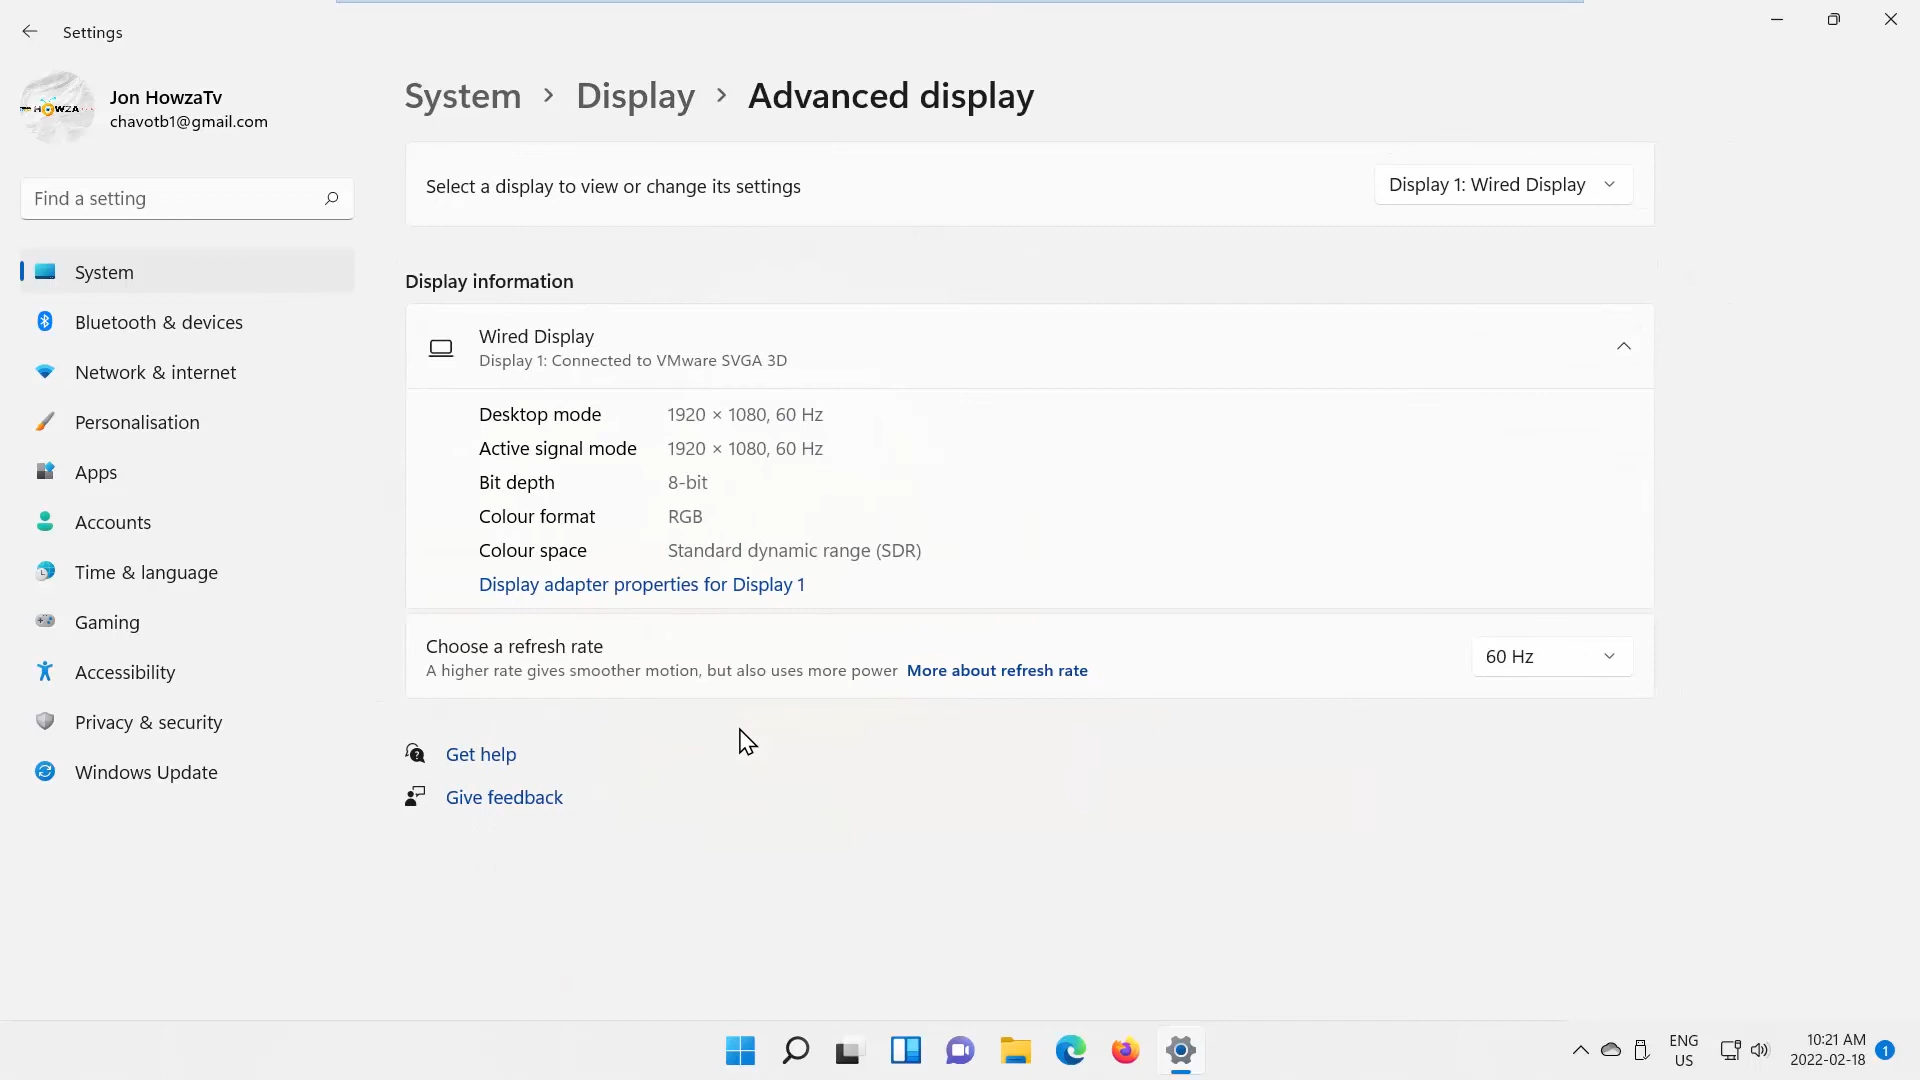 Settings
Jon HowzaTv
chavotb1@gmail.com
Find a setting
System
Bluetooth & devices
Network & internet
Personalisation
Apps
Accounts
Time & language
Gaming
Accessibility
Privacy & security
Windows Update
System > Display > Advanced display
Select a display to view or change its settings
Display 1: Wired Display
Display information
Wired Display
Display 1: Connected to VMware SVGA 3D
Desktop mode 1920 × 1080, 60 Hz
Active signal mode 1920 × 1080, 60 Hz
Bit depth 8-bit
Colour format RGB
Colour space Standard dynamic range (SDR)
Display adapter properties for Display 1
Choose a refresh rate
A higher rate gives smoother motion, but also uses more power More about refresh rate
60 Hz
Get help
Give feedback
ENG
US
10:21 AM
2022-02-18
1